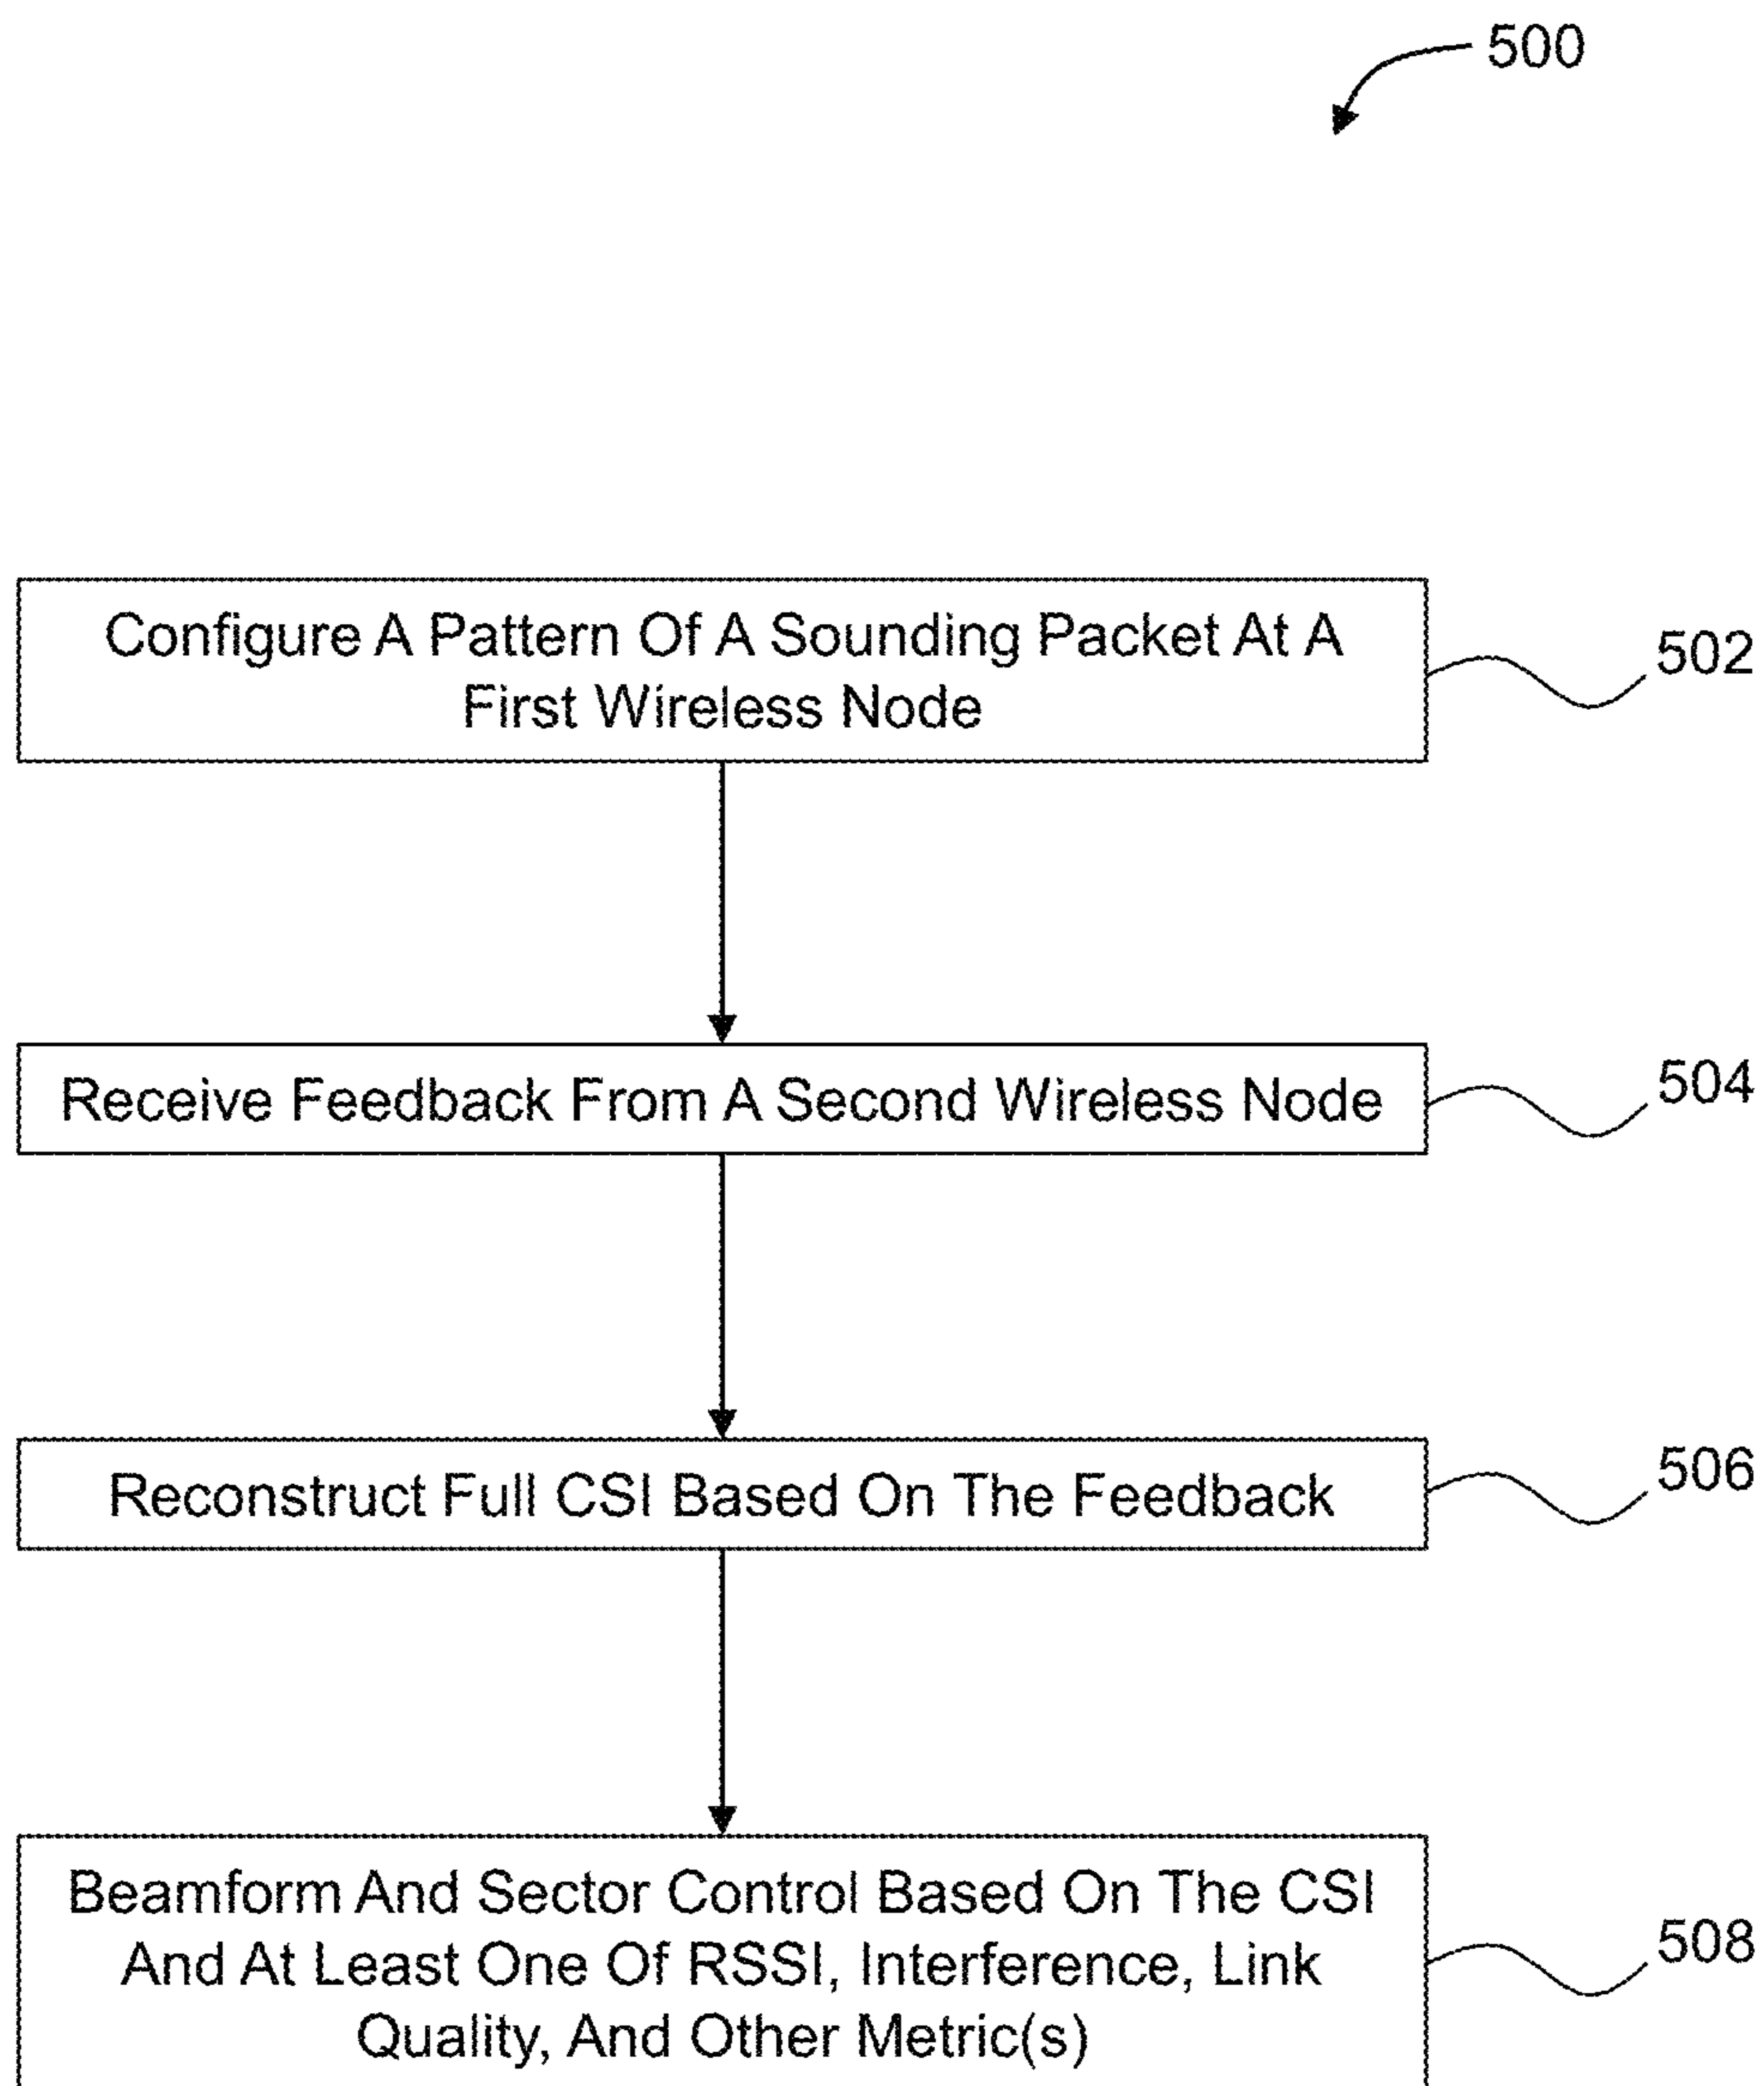 500
Configure A Pattern Of A Sounding Packet At A
First Wireless Node
502
Receive Feedback From A Second Wireless Node
504
Reconstruct Full CSI Based On The Feedback
506
Beamform And Sector Control Based On The CSI
And At Least One Of RSSI, Interference, Link
Quality, And Other Metric(s)
508